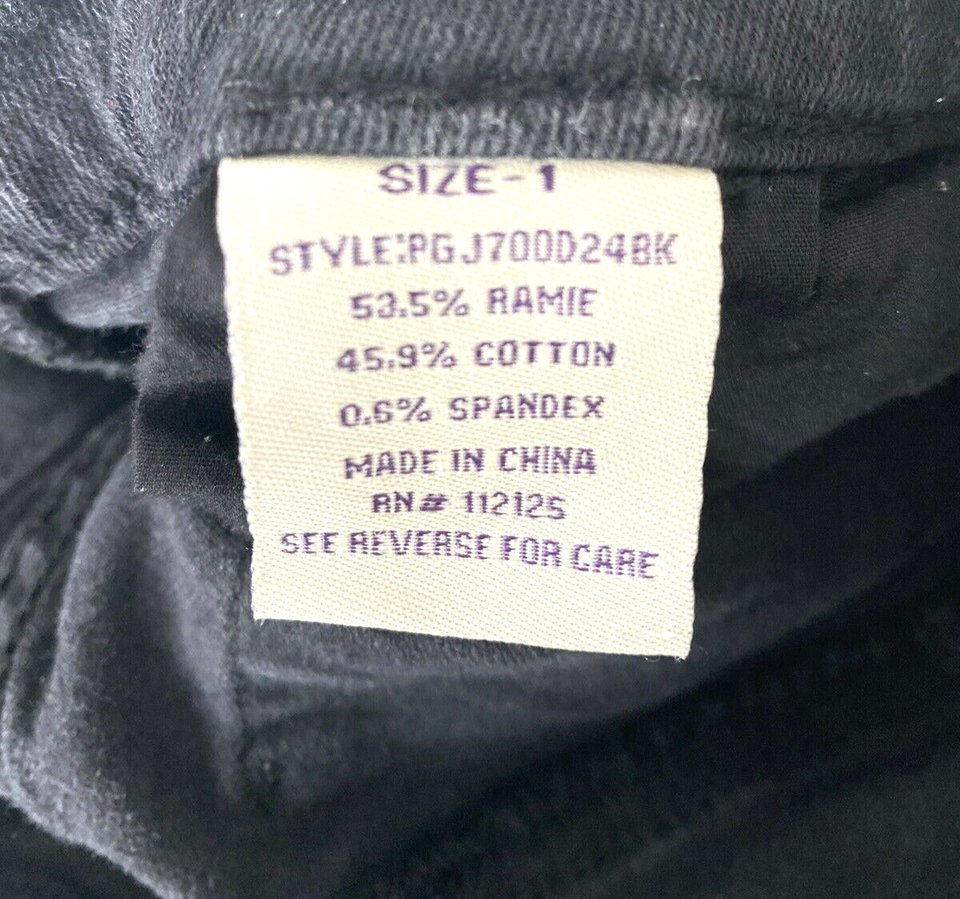 SIZE-1
STYLE:PGJ700D24BK
53.5% RAMIE
45.9% COTTON
0.6% SPANDEX
MADE IN CHINA
RN# 112125
SEE REVERSE FOR CARE